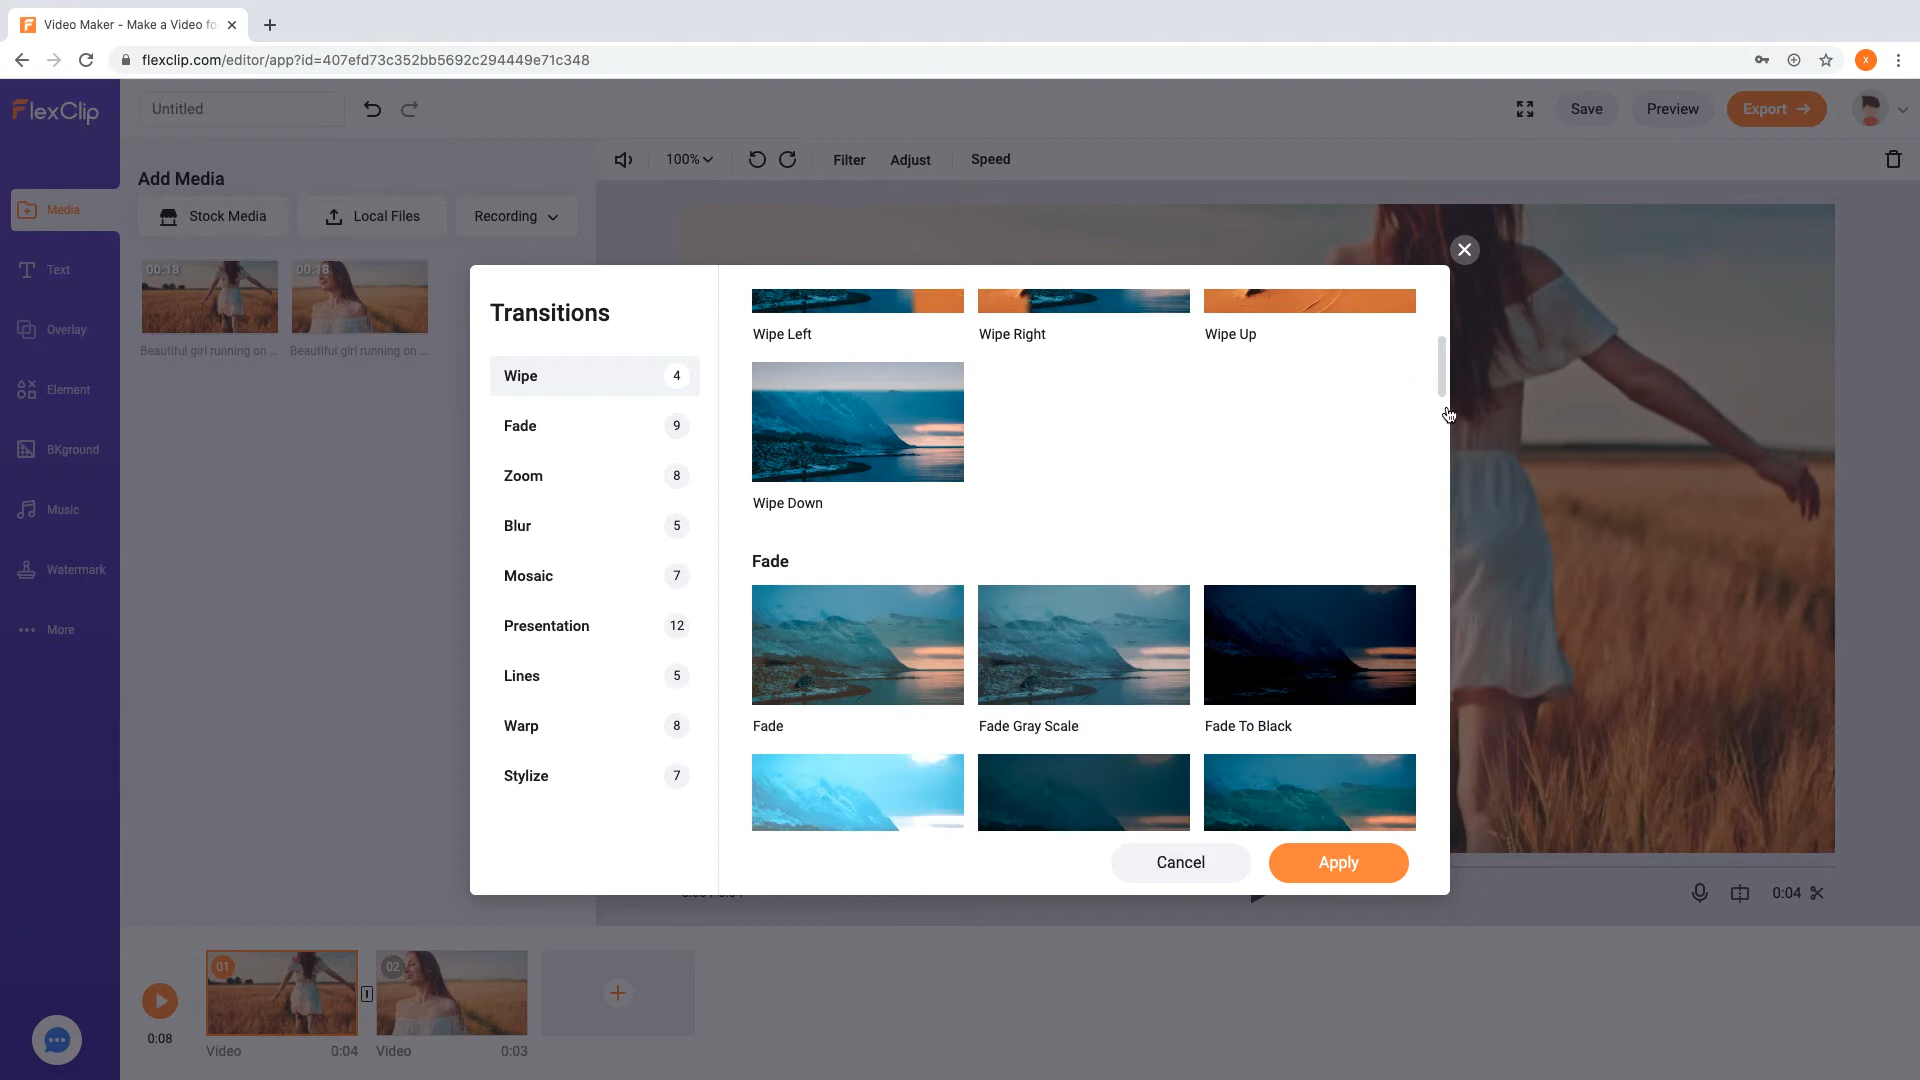 Video Maker - Make a Video fo
flexclip.com/editor/app?id=407efd73c352bb5692c294449e71c348
X
FlexClip
Untitled
Save
Preview
Export
100%
Filter
Adjust
Speed
Add Media
Stock Media
Local Files
Recording
Media
Text
Overlay
Element
BKground
Music
Watermark
More
00:18
00:18
Beautiful girl running on ...
Beautiful girl running on ...
Transitions
Wipe 4
Fade 9
Zoom 8
Blur 5
Mosaic 7
Presentation 12
Lines 5
Warp 8
Stylize 7
Wipe Left
Wipe Right
Wipe Up
Wipe Down
Fade
Fade
Fade Gray Scale
Fade To Black
Cancel
Apply
0:04
01
02
0:08
Video 0:04
Video 0:03